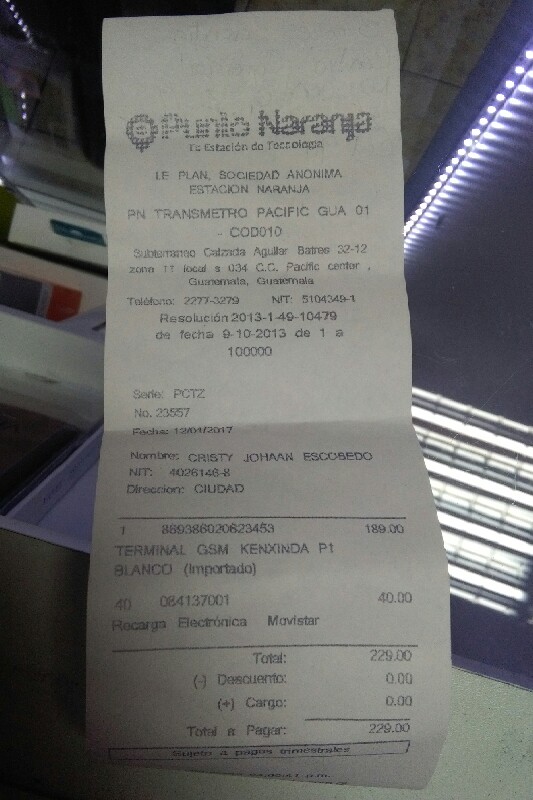 Punto Naranja
Tu Estación de Tecnología
LE PLAN, SOCIEDAD ANONIMA
ESTACION NARANJA
PN TRANSMETRO PACIFIC GUA 01
- COD010
Subterraneo Calzada Aguilar Batres 32-12
zona 11 local s 034 C.C. Pacific center ,
Guatemala, Guatemala
Teléfono: 2277-3279 NIT: 5104349-1
Resolución 2013-1-49-10479
de fecha 9-10-2013 de 1 a
100000
Serie: PCTZ
No. 23557
Fecha: 12/01/2017
Nombre: CRISTY JOHAAN ESCOBEDO
NIT: 4026146-8
Direccion: CIUDAD
1 869386020623453 189.00
TERMINAL GSM KENXINDA P1
BLANCO (Importado)
40 084137001 40.00
Recarga Electrónica Movistar
Total: 229.00
(-) Descuento: 0.00
(+) Cargo: 0.00
Total a Pagar: 229.00
Sujeto a pagos trimestrales
p.m.